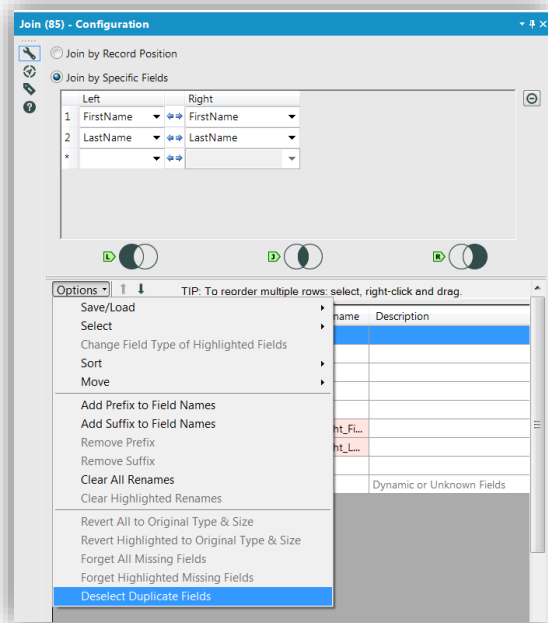 Join (85) - Configuration
Join by Record Position
Join by Specific Fields
Left Right
1 FirstName FirstName
2 LastName LastName
*
L J R
Options TIP: To reorder multiple rows: select, right-click and drag.
Save/Load
Select
Change Field Type of Highlighted Fields
Sort
Move
Add Prefix to Field Names
Add Suffix to Field Names
Remove Prefix
Remove Suffix
Clear All Renames
Clear Highlighted Renames
Revert All to Original Type & Size
Revert Highlighted to Original Type & Size
Forget All Missing Fields
Forget Highlighted Missing Fields
Deselect Duplicate Fields
name Description
ht_Fi...
ht_L...
Dynamic or Unknown Fields